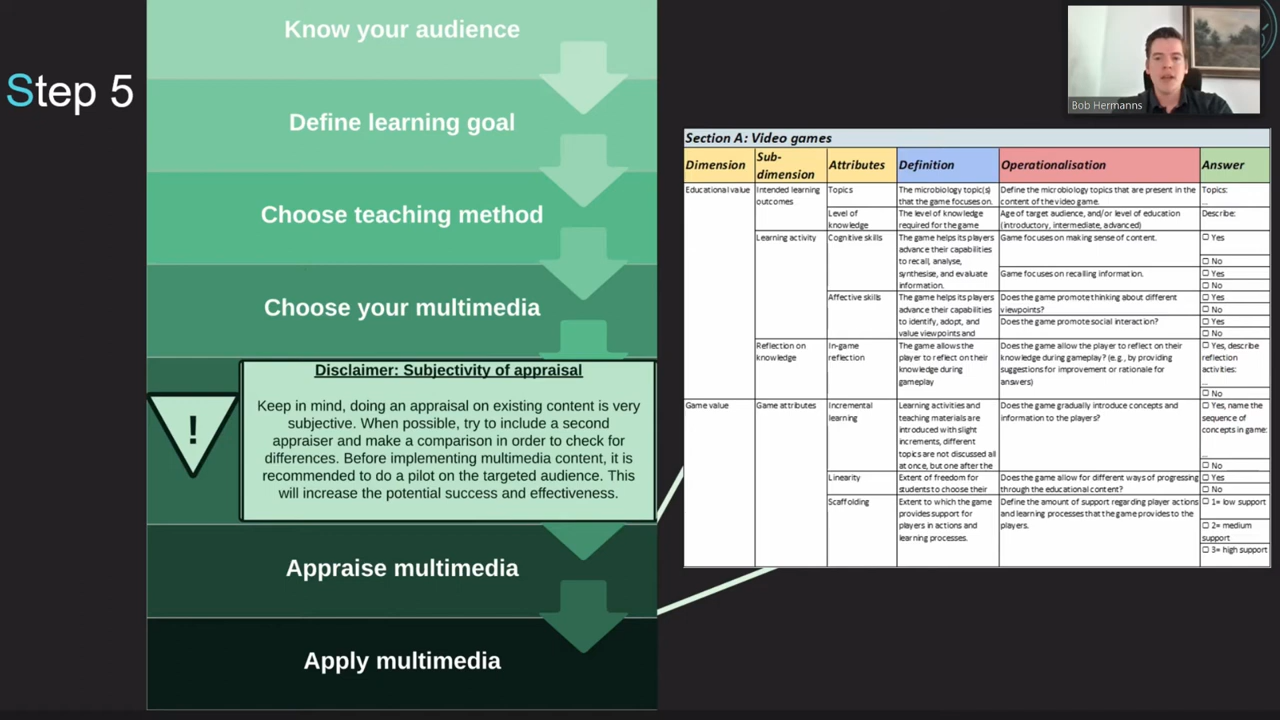 Step 5
Know your audience
Define learning goal
Choose teaching method
Choose your multimedia
!
Disclaimer: Subjectivity of appraisal
Keep in mind, doing an appraisal on existing content is very
subjective. When possible, try to include a second
appraiser and make a comparison in order to check for
differences. Before implementing multimedia content, it is
recommended to do a pilot on the targeted audience. This
will increase the potential success and effectiveness.
Appraise multimedia
Apply multimedia
Bob Hermanns
Section A: Video games
Dimension
Sub-
dimension
Attributes
Definition
Operationalisation
Answer
Educational value
Intended learning
outcomes
Topics
The microbiology topic(s)
that the game focuses on.
Define the microbiology topics that are present in the
content of the video game.
Topics:
...
Level of
knowledge
The level of knowledge
required for the game
Age of target audience, and/or level of education
(introductory, intermediate, advanced)
Describe:
Learning activity
Cognitive skills
The game helps its players
advance their capabilities
to recall, analyse,
synthesise, and evaluate
information.
Game focuses on making sense of content.
☐ Yes
☐ No
Game focuses on recalling information.
☐ Yes
☐ No
Affective skills
The game helps its players
advance their capabilities
to identify, adopt, and
value viewpoints and
Does the game promote thinking about different
viewpoints?
☐ Yes
☐ No
Does the game promote social interaction?
☐ Yes
☐ No
Reflection on
knowledge
In-game
reflection
The game allows the
player to reflect on their
knowledge during
gameplay
Does the game allow the player to reflect on their
knowledge during gameplay? (e.g., by providing
suggestions for improvement or rationale for
answers)
☐ Yes, describe
reflection
activities:
...
☐ No
Game value
Game attributes
Incremental
learning
Learning activities and
teaching materials are
introduced with slight
increments, different
topics are not discussed all
at once, but one after the
Does the game gradually introduce concepts and
information to the players?
☐ Yes, name the
sequence of
concepts in game:
...
☐ No
Linearity
Extent of freedom for
students to choose their
Does the game allow for different ways of progressing
through the educational content?
☐ Yes
☐ No
Scaffolding
Extent to which the game
provides support for
players in actions and
learning processes.
Define the amount of support regarding player actions
and learning processes that the game provides to the
players.
☐ 1= low support
☐ 2= medium
support
☐ 3= high support